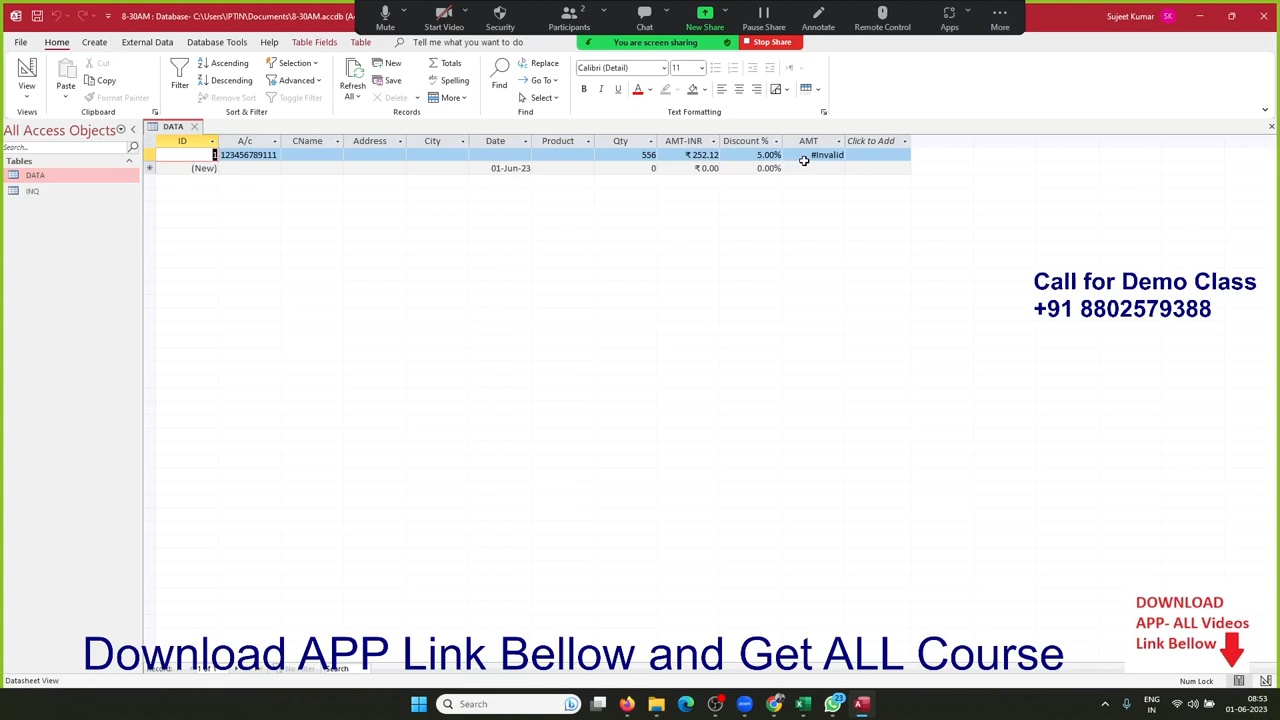 8-30AM : Database- C:\Users\IPTIN\Documents\8-30AM.accdb (A
Mute
Start Video
Security
Participants
2
Chat
New Share
Pause Share
Annotate
Remote Control
Apps
More
Sujeet Kumar
SK
You are screen sharing
Stop Share
File
Home
Create
External Data
Database Tools
Help
Table Fields
Table
Tell me what you want to do
View
Views
Paste
Cut
Copy
Format Painter
Clipboard
Filter
Ascending
Descending
Remove Sort
Selection
Advanced
Toggle Filter
Sort & Filter
Refresh All
New
Save
Delete
Totals
Spelling
More
Records
Find
Replace
Go To
Select
Find
Calibri (Detail)
11
B I U
A
Text Formatting
All Access Objects
Search...
Tables
DATA
INQ
DATA
ID A/c CName Address City Date Product Qty AMT-INR Discount % AMT Click to Add
1 123456789111 556 ₹ 252.12 5.00% #Invalid
(New) 01-Jun-23 0 ₹ 0.00 0.00%
Call for Demo Class
+91 8802579388
DOWNLOAD
APP- ALL Videos
Link Bellow
Download APP Link Bellow and Get ALL Course
Search
Datasheet View
Num Lock
Search
23
ENG
IN
08:53
01-06-2023